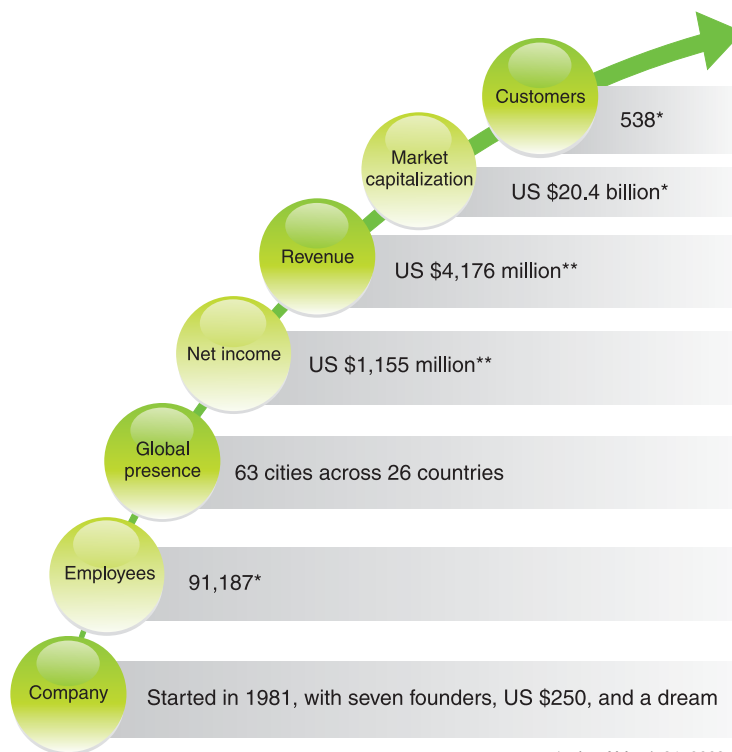 Customers
538*
Market
capitalization
US $20.4 billion*
Revenue
US $4,176 million**
Net income
US $1,155 million**
Global
presence
63 cities across 26 countries
Employees
91,187*
Company
Started in 1981, with seven founders, US $250, and a dream